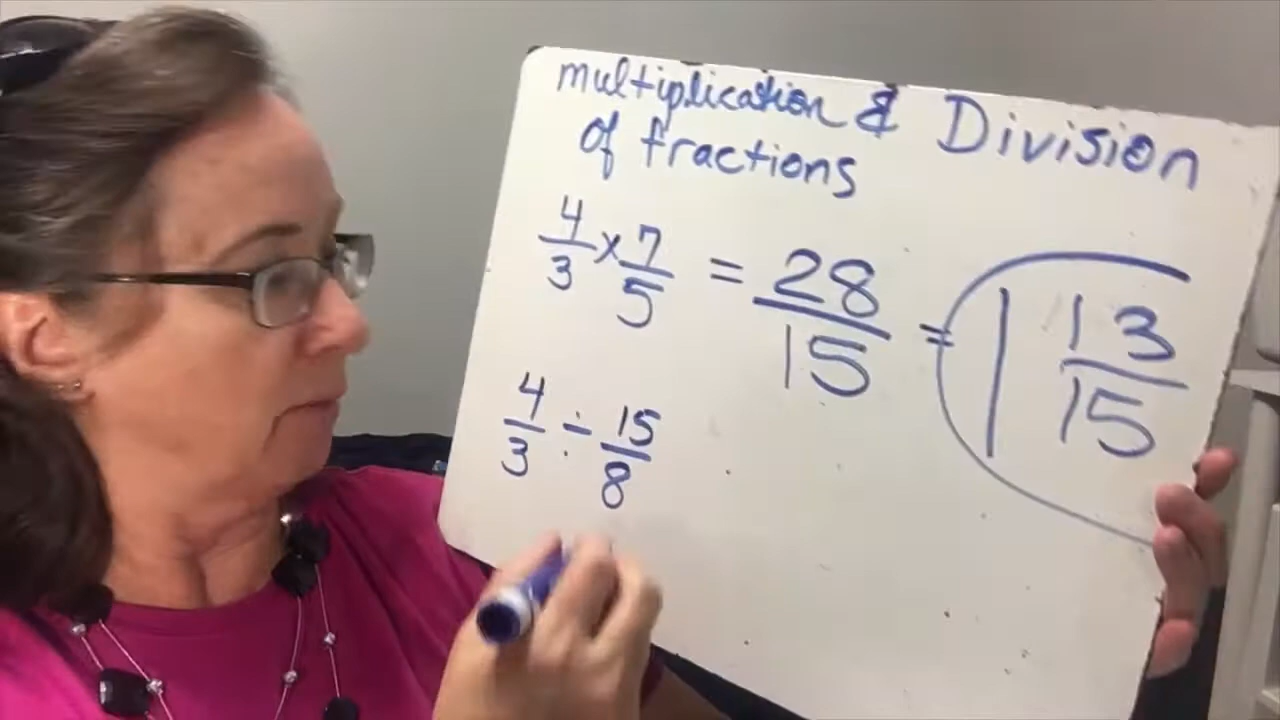 multiplication & Division
of fractions
4/3 × 7/5 = 28/15 = 1 13/15
4/3 ÷ 15/8